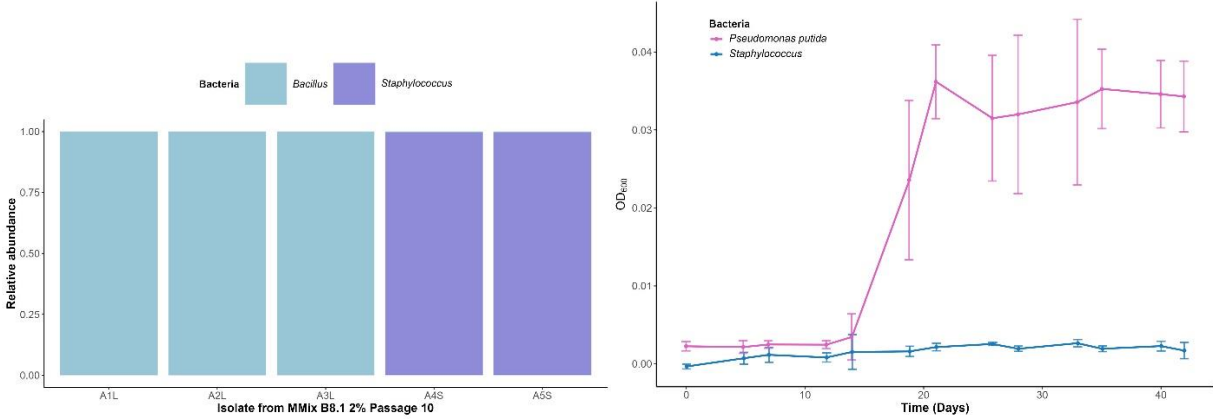 Bacteria
Bacillus
Staphylococcus
Relative abundance
1.00
0.75
0.50
0.25
0.00
A1L
A2L
A3L
A4S
A5S
Isolate from MMix B8.1 2% Passage 10
Bacteria
Pseudomonas putida
Staphylococcus
OD600
0.04
0.03
0.02
0.01
0.00
0
10
20
30
40
Time (Days)